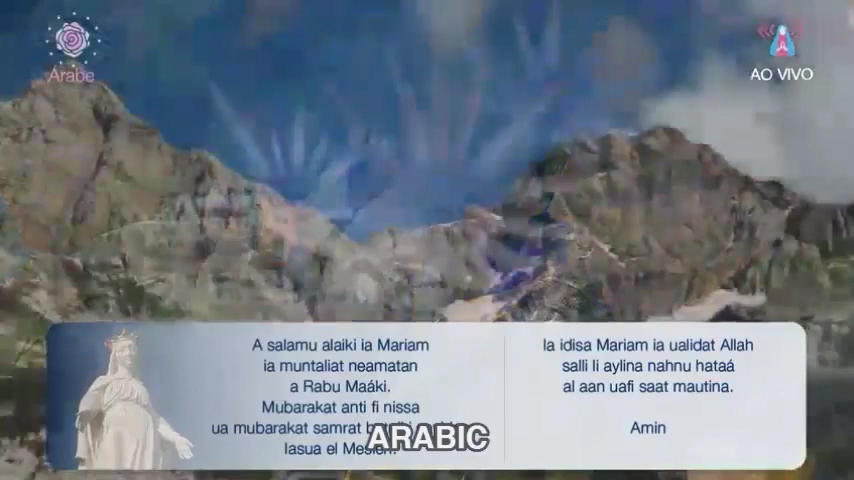 Árabe
AO VIVO
A salamu alaiki ia Mariam
ia muntaliat neamatan
a Rabu Maáki.
Mubarakat anti fi nissa
ua mubarakat samrat
Iasua el
ARABIC
Ia idisa Mariam ia ualidat Allah
salli li aylina nahnu hataá
al aan uafi saat mautina.
Amin